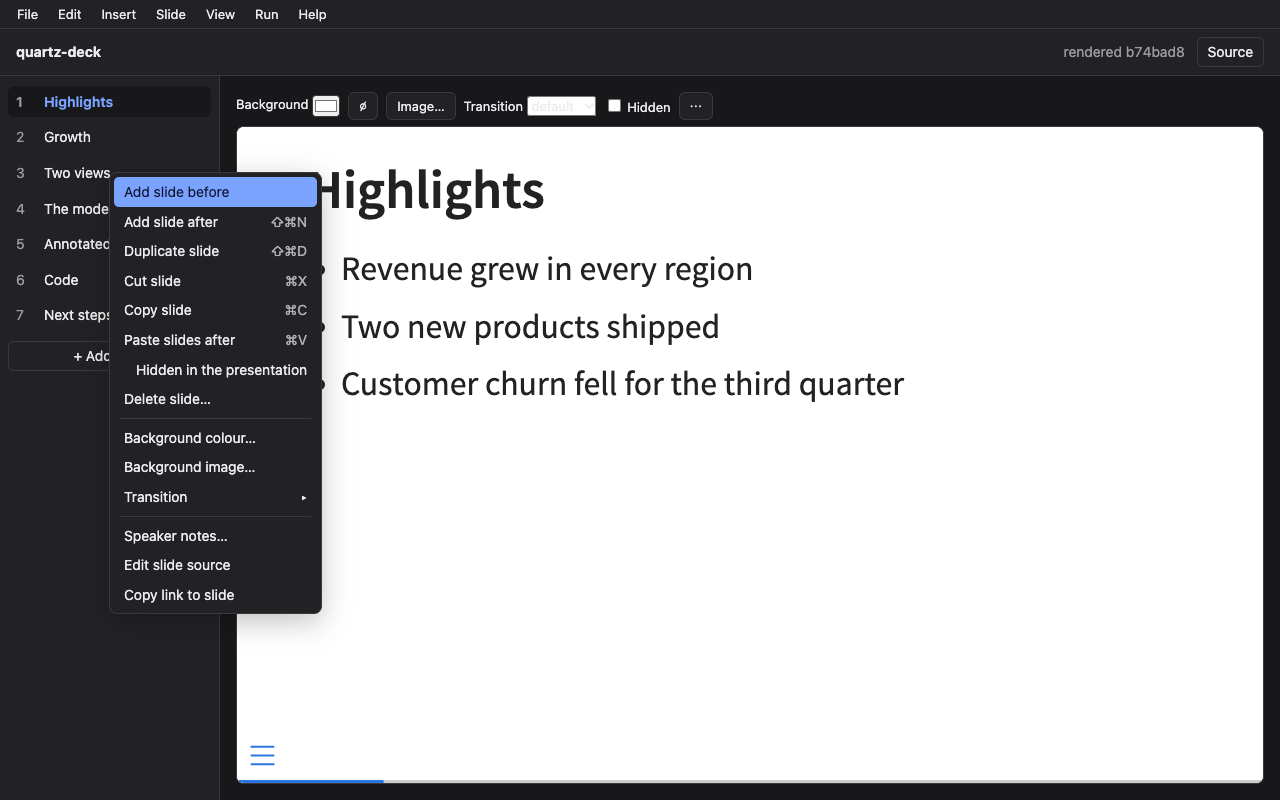 File Edit Insert Slide View Run Help
quartz-deck
rendered b74bad8 Source
1 Highlights
2 Growth
3 Two views
4 The mode
5 Annotated
6 Code
7 Next steps
+ Add
Background ø Image... Transition default Hidden ...
Add slide before
Add slide after ⇧⌘N
Duplicate slide ⇧⌘D
Cut slide ⌘X
Copy slide ⌘C
Paste slides after ⌘V
Hidden in the presentation
Delete slide...
Background colour...
Background image...
Transition ▸
Speaker notes...
Edit slide source
Copy link to slide
Highlights
Revenue grew in every region
Two new products shipped
Customer churn fell for the third quarter